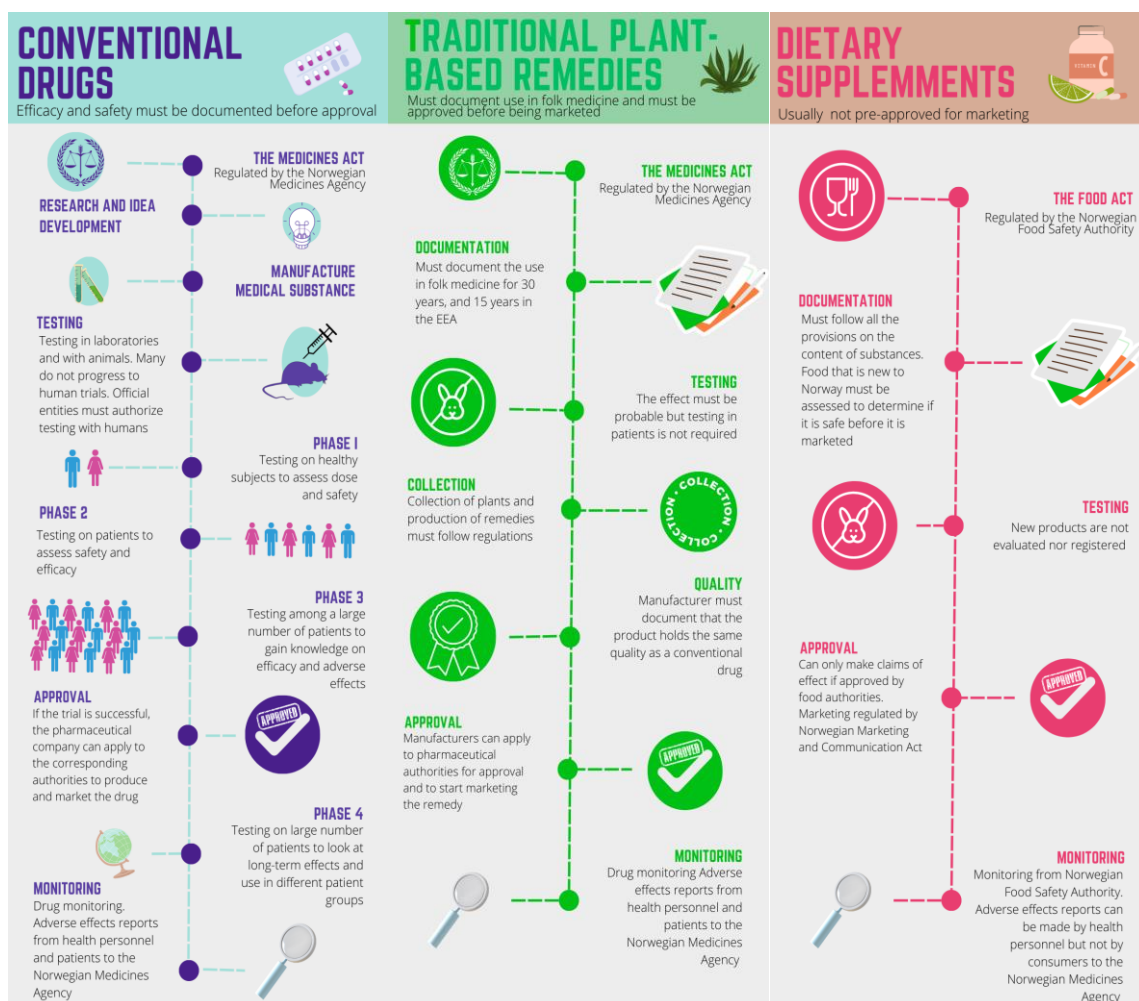 CONVENTIONAL
DRUGS
Efficacy and safety must be documented before approval
THE MEDICINES ACT
Regulated by the Norwegian
Medicines Agency
RESEARCH AND IDEA
DEVELOPMENT
MANUFACTURE
MEDICAL SUBSTANCE
TESTING
Testing in laboratories
and with animals. Many
do not progress to
human trials. Official
entities must authorize
testing with humans
PHASE 1
Testing on healthy
subjects to assess dose
and safety
PHASE 2
Testing on patients to
assess safety and
efficacy
PHASE 3
Testing among a large
number of patients to
gain knowledge on
efficacy and adverse
effects
APPROVAL
If the trial is successful,
the pharmaceutical
company can apply to
the corresponding
authorities to produce
and market the drug
APPROVED
PHASE 4
Testing on large number
of patients to look at
long-term effects and
use in different patient
groups
MONITORING
Drug monitoring.
Adverse effects reports
from health personnel
and patients to the
Norwegian Medicines
Agency
TRADITIONAL PLANT-
BASED REMEDIES
Must document use in folk medicine and must be
approved before being marketed
THE MEDICINES ACT
Regulated by the Norwegian
Medicines Agency
DOCUMENTATION
Must document the use
in folk medicine for 30
years, and 15 years in
the EEA
TESTING
The effect must be
probable but testing in
patients is not required
COLLECTION
Collection of plants and
production of remedies
must follow regulations
COLLECTION · COLLECTION ·
QUALITY
Manufacturer must
document that the
product holds the same
quality as a conventional
drug
APPROVAL
Manufacturers can apply
to pharmaceutical
authorities for approval
and to start marketing
the remedy
APPROVED
MONITORING
Drug monitoring Adverse
effects reports from
health personnel and
patients to the
Norwegian Medicines
Agency
DIETARY
SUPPLEMMENTS
Usually not pre-approved for marketing
VITAMIN C
THE FOOD ACT
Regulated by the Norwegian
Food Safety Authority
DOCUMENTATION
Must follow all the
provisions on the
content of substances.
Food that is new to
Norway must be
assessed to determine if
it is safe before it is
marketed
TESTING
New products are not
evaluated nor registered
APPROVAL
Can only make claims of
effect if approved by
food authorities.
Marketing regulated by
Norwegian Marketing
and Communication Act
APPROVED
MONITORING
Monitoring from Norwegian
Food Safety Authority.
Adverse effects reports can
be made by health
personnel but not by
consumers to the
Norwegian Medicines
Agency